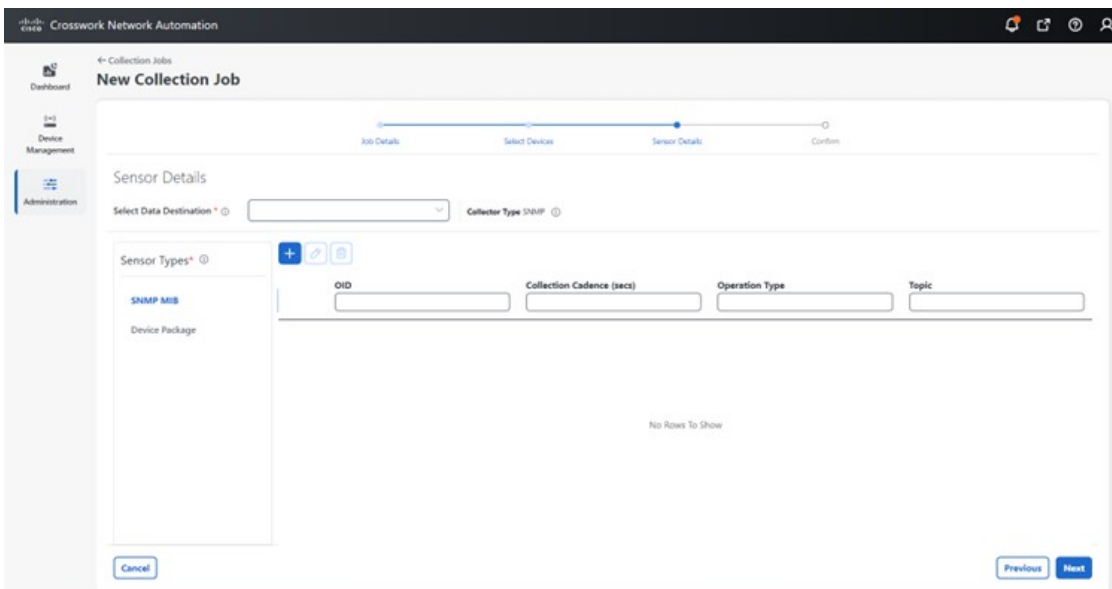 cisco Crosswork Network Automation
← Collection Jobs
New Collection Job
Dashboard
Device Management
Administration
Job Details
Select Devices
Sensor Details
Confirm
Sensor Details
Select Data Destination *
Collector Type SNMP
Sensor Types*
SNMP MIB
Device Package
OID
Collection Cadence (secs)
Operation Type
Topic
No Rows To Show
Cancel
Previous
Next